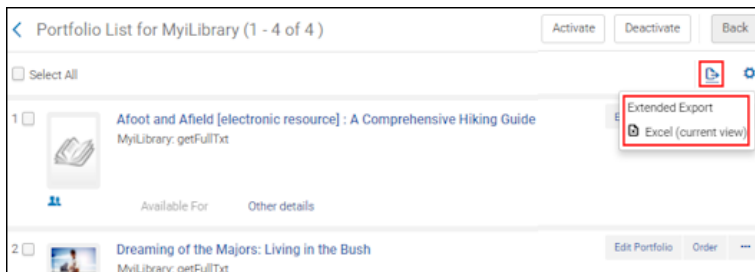 Portfolio List for MyiLibrary (1 - 4 of 4 )
Activate
Deactivate
Back
Select All
Extended Export
Excel (current view)
1
Afoot and Afield [electronic resource] : A Comprehensive Hiking Guide
MyiLibrary: getFullTxt
Available For
Other details
2
Dreaming of the Majors: Living in the Bush
Edit Portfolio
Order
MyiLibrary: getFullTxt